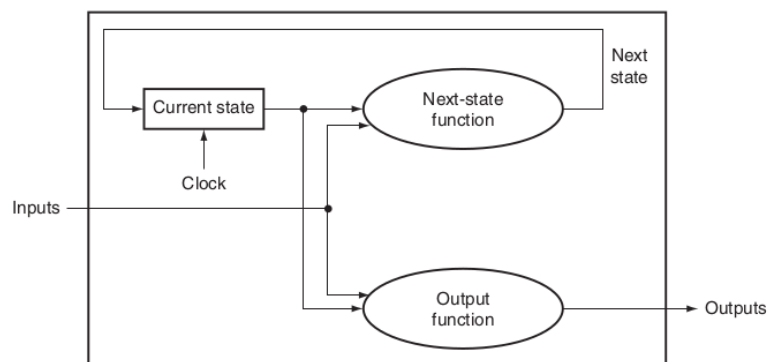 Next
state
Current state
Next-state
function
Clock
Inputs
Output
function
Outputs